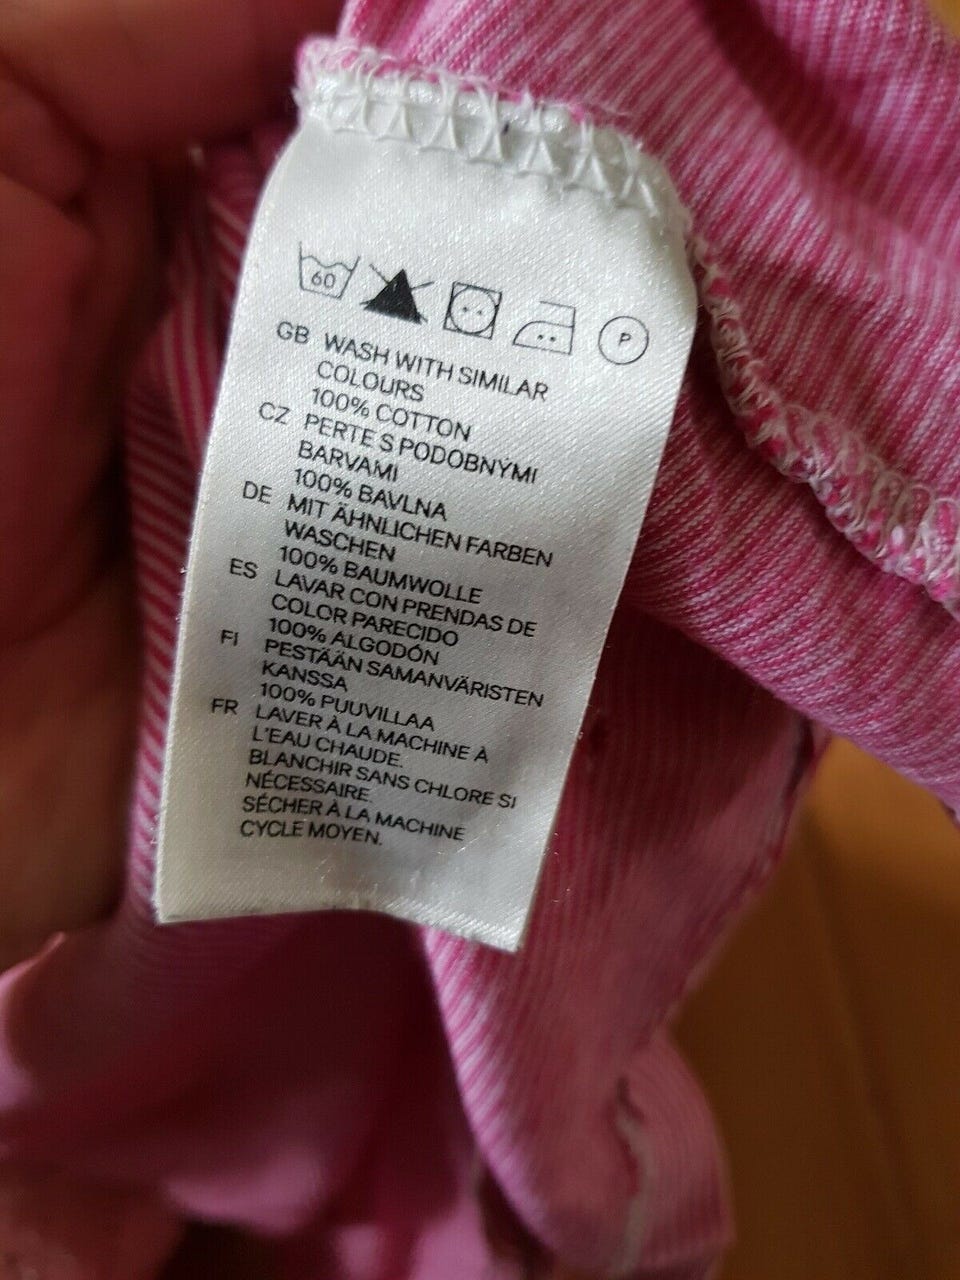 60
P
GB WASH WITH SIMILAR
COLOURS
100% COTTON
CZ PERTE S PODOBNÝMI
BARVAMI
100% BAVLNA
DE MIT ÄHNLICHEN FARBEN
WASCHEN
100% BAUMWOLLE
ES LAVAR CON PRENDAS DE
COLOR PARECIDO
100% ALGODÓN
FI PESTÄÄN SAMANVÄRISTEN
KANSSA
100% PUUVILLAA
FR LAVER À LA MACHINE À
L'EAU CHAUDE.
BLANCHIR SANS CHLORE SI
NÉCESSAIRE.
SÉCHER À LA MACHINE
CYCLE MOYEN.